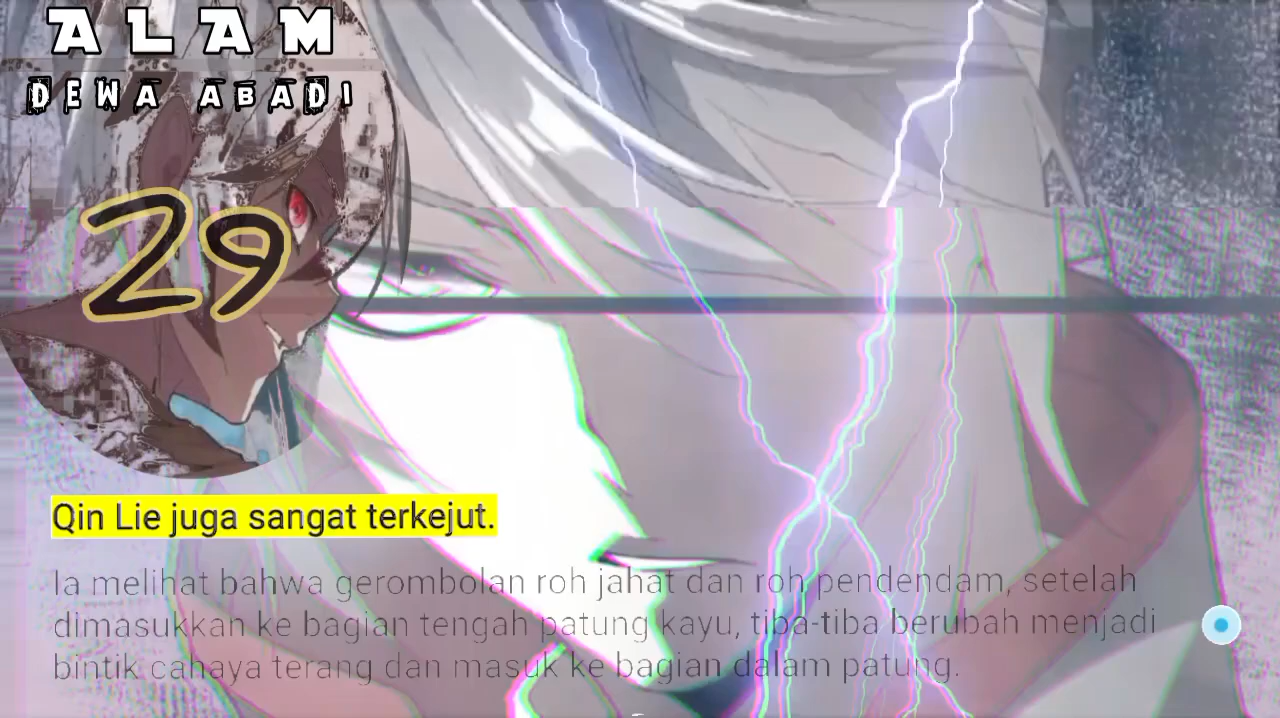 ALAM
DEWA ABADI
29
Qin Lie juga sangat terkejut.
Ia melihat bahwa gerombolan roh jahat dan roh pendendam, setelah
dimasukkan ke bagian tengah patung kayu, tiba-tiba berubah menjadi
bintik cahaya terang dan masuk ke bagian dalam patung.